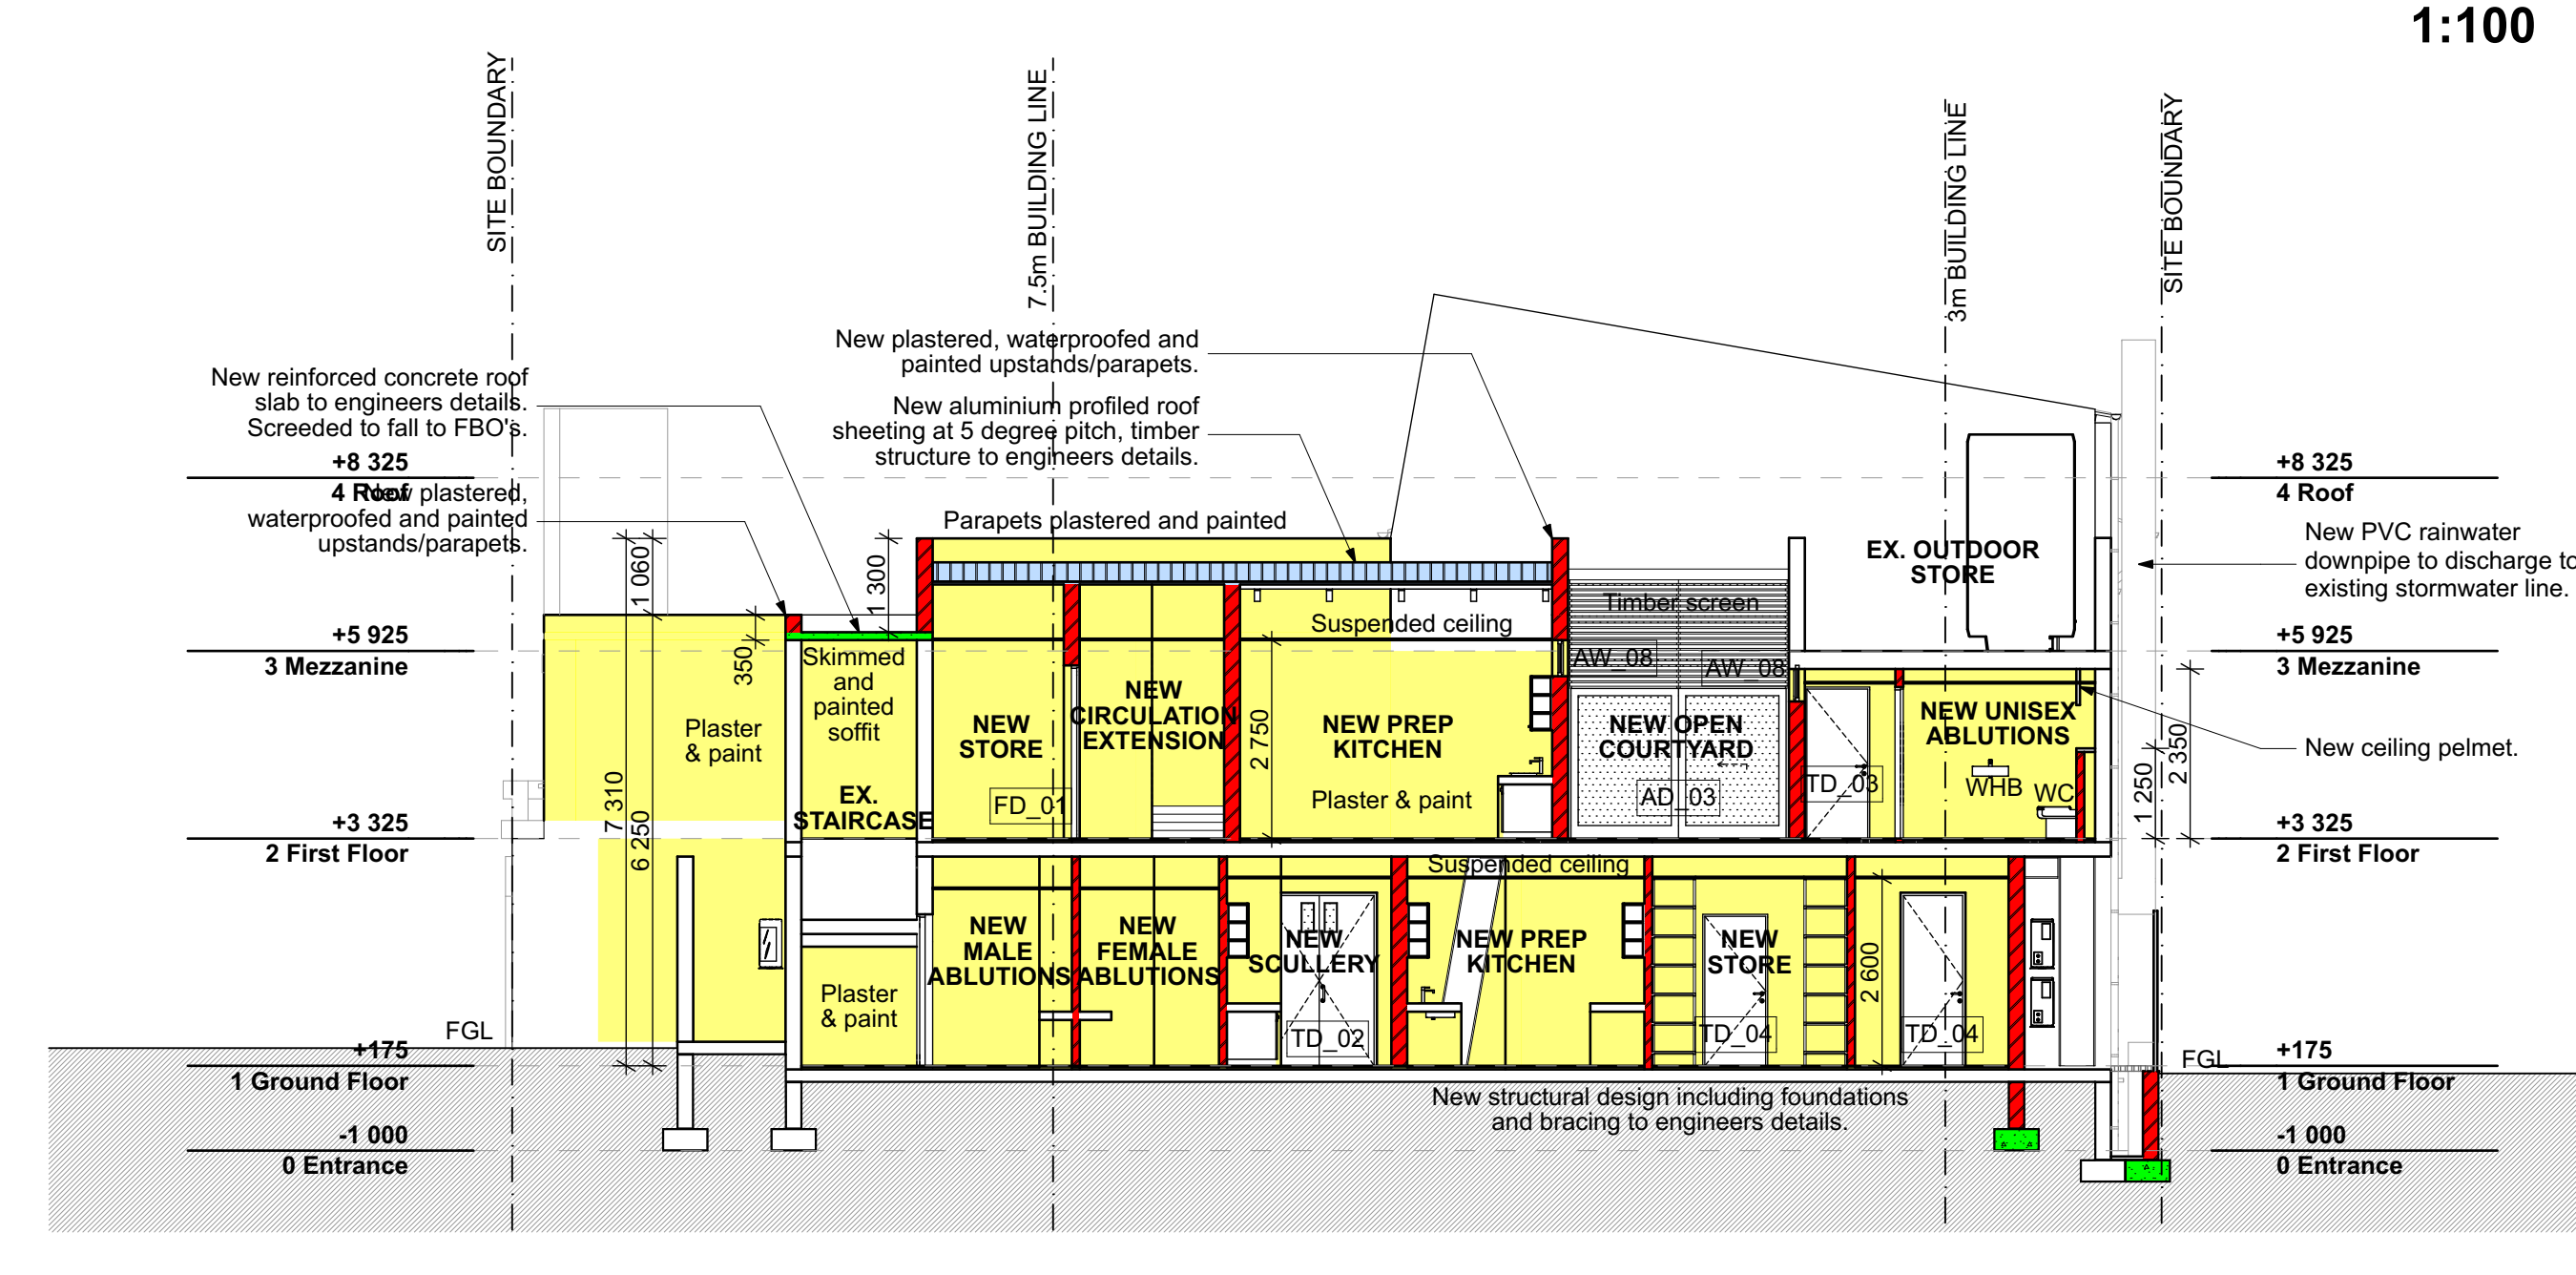 1:100
SITE BOUNDARY
7.5m BUILDING LINE
3m BUILDING LINE
SITE BOUNDARY
New plastered, waterproofed and
painted upstands/parapets.
New reinforced concrete roof
slab to engineers details.
Screeded to fall to FBO's.
New aluminium profiled roof
sheeting at 5 degree pitch, timber
structure to engineers details.
+8 325
4 Roof
New plastered,
waterproofed and painted
upstands/parapets.
+8 325
4 Roof
Parapets plastered and painted
New PVC rainwater
downpipe to discharge to
existing stormwater line.
EX. OUTDOOR
STORE
1 060
1 300
350
7 310
6 250
Suspended ceiling
Timber screen
+5 925
3 Mezzanine
+5 925
3 Mezzanine
Skimmed
and
painted
soffit
AW_08
AW_08
Plaster
& paint
NEW
STORE
NEW
CIRCULATION
EXTENSION
2 750
NEW PREP
KITCHEN
NEW OPEN
COURTYARD
NEW UNISEX
ABLUTIONS
New ceiling pelmet.
2 350
1 250
EX.
STAIRCASE
FD_01
Plaster & paint
AD_03
TD_03
WHB
WC
+3 325
2 First Floor
+3 325
2 First Floor
Suspended ceiling
NEW
MALE
ABLUTIONS
NEW
FEMALE
ABLUTIONS
NEW
SCULLERY
NEW PREP
KITCHEN
NEW
STORE
2 600
Plaster
& paint
TD_02
TD_04
TD_04
FGL
FGL
+175
1 Ground Floor
+175
1 Ground Floor
New structural design including foundations
and bracing to engineers details.
-1 000
0 Entrance
-1 000
0 Entrance